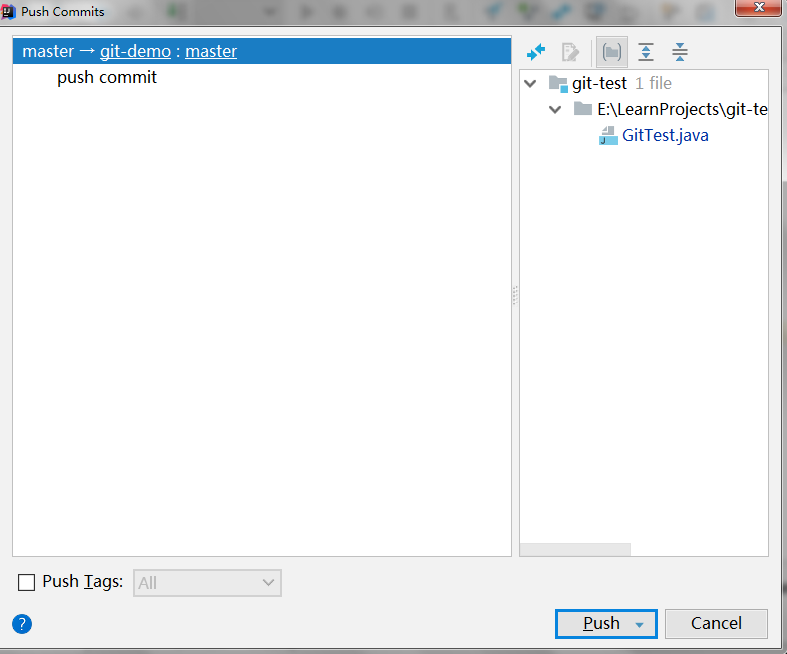 Push Commits
master → git-demo : master
push commit
git-test 1 file
E:\LearnProjects\git-te
GitTest.java
Push Tags: All
?
Push
Cancel